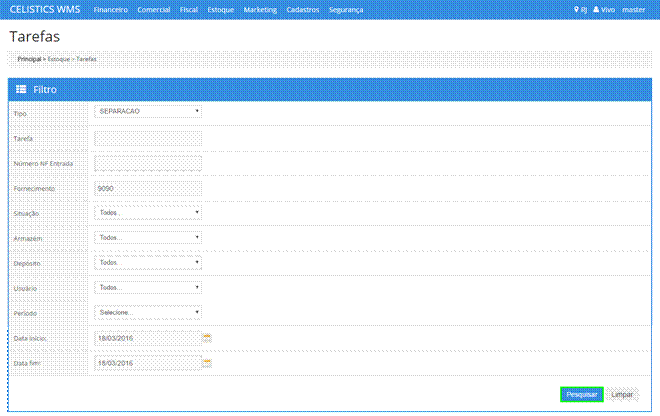 CELISTICS WMS Financeiro Comercial Fiscal Estoque Marketing Cadastros Segurança RJ Vivo master
Tarefas
Principal > Estoque > Tarefas
Filtro
Tipo SEPARACAO
Tarefa
Número NF Entrada
Fornecimento 9090
Situação Todos...
Armazem Todos...
Depósito Todos...
Usuário Todos...
Período Selecione...
Data início: 18/03/2016
Data fim: 18/03/2016
Pesquisar Limpar